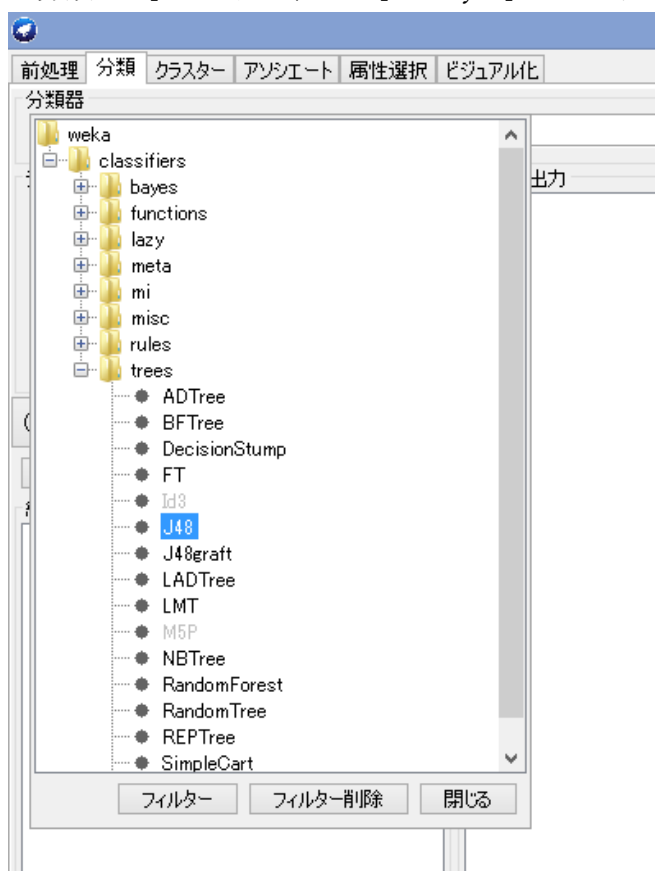 前処理 分類 クラスター アソシエート 属性選択 ビジュアル化
分類器
weka
classifiers
出力
bayes
functions
lazy
meta
mi
misc
rules
trees
ADTree
BFTree
DecisionStump
FT
Id3
J48
J48graft
LADTree
LMT
M5P
NBTree
RandomForest
RandomTree
REPTree
SimpleCart
フィルター フィルター削除 閉じる